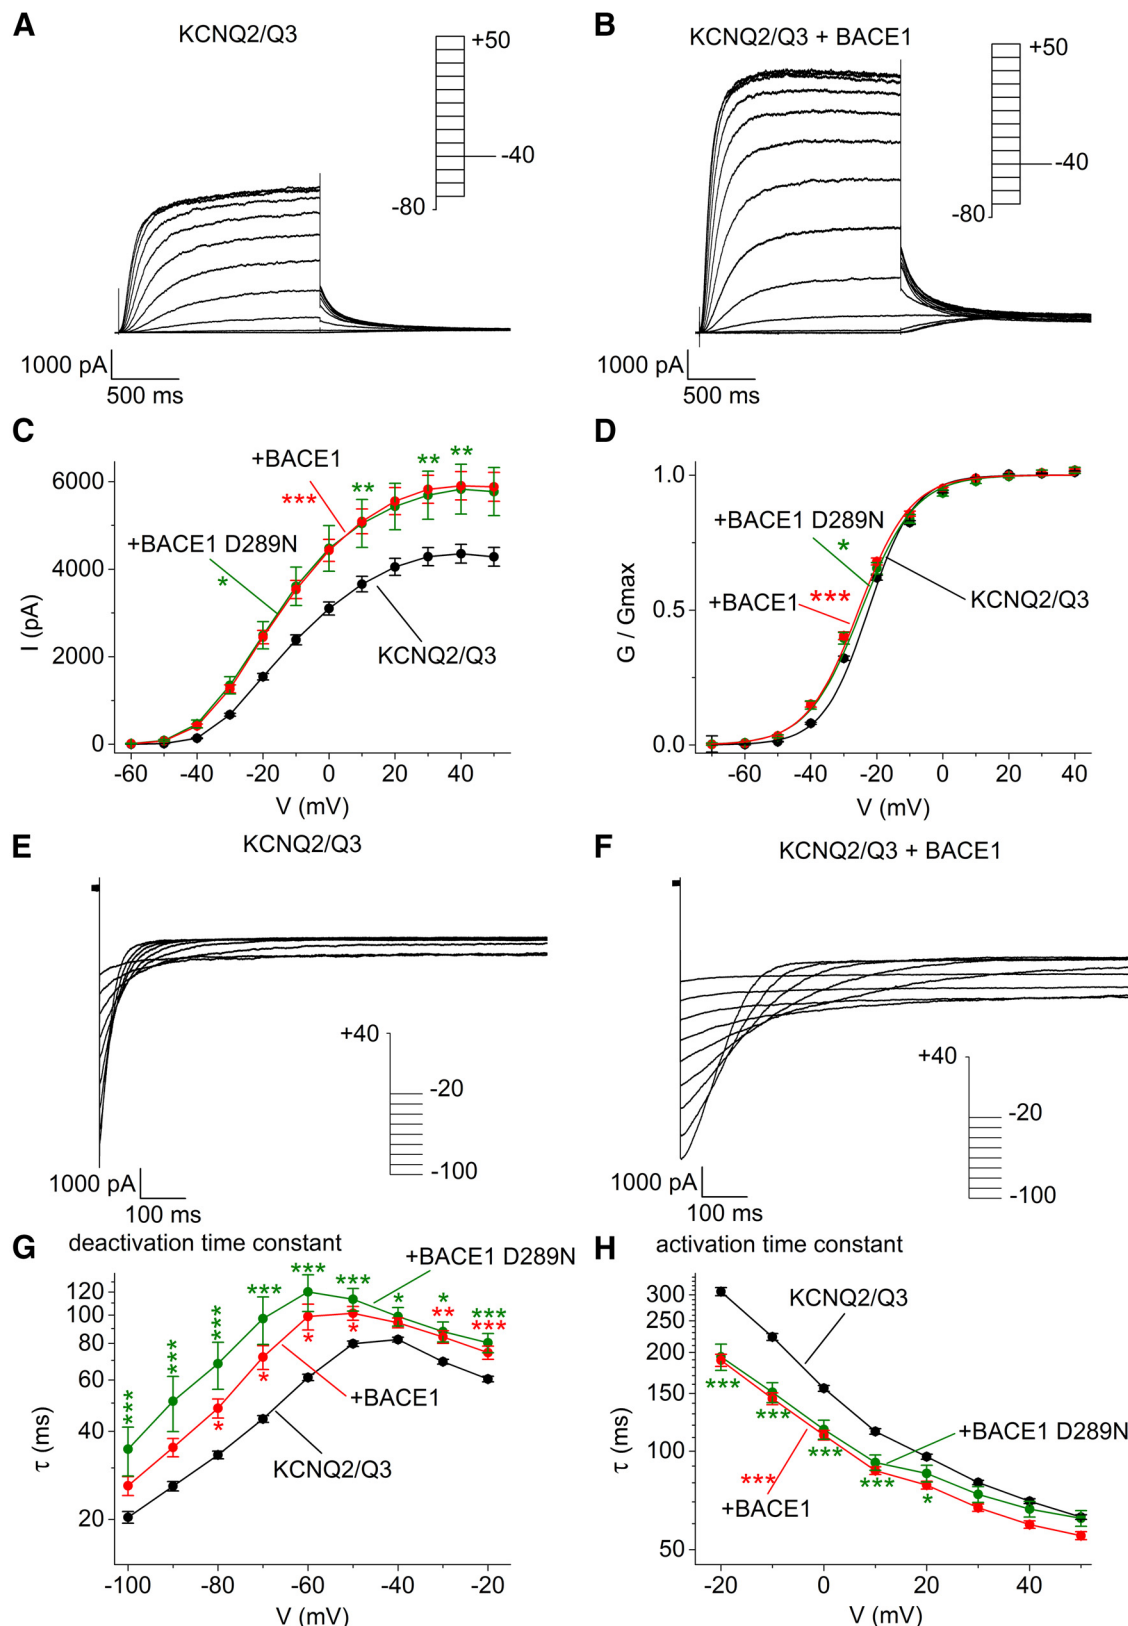 A
KCNQ2/Q3
+50
-40
-80
1000 pA
500 ms
B
KCNQ2/Q3 + BACE1
+50
-40
-80
1000 pA
500 ms
C
6000
4000
2000
0
I (pA)
-60 -40 -20 0 20 40
V (mV)
+BACE1
***
** ** **
+BACE1 D289N
*
KCNQ2/Q3
D
1.0
0.5
0.0
G / Gmax
-60 -40 -20 0 20 40
V (mV)
+BACE1 D289N
*
***
+BACE1
KCNQ2/Q3
E
KCNQ2/Q3
+40
-20
-100
1000 pA
100 ms
F
KCNQ2/Q3 + BACE1
+40
-20
-100
1000 pA
100 ms
G
deactivation time constant
+BACE1 D289N
120
100
80
60
40
20
τ (ms)
*** *** *** *** *** *** * * ***
* * * * ** ***
+BACE1
KCNQ2/Q3
-100 -80 -60 -40 -20
V (mV)
H
activation time constant
KCNQ2/Q3
300
250
200
150
100
50
τ (ms)
*** *** *** *** *
+BACE1 D289N
***
+BACE1
-20 0 20 40
V (mV)